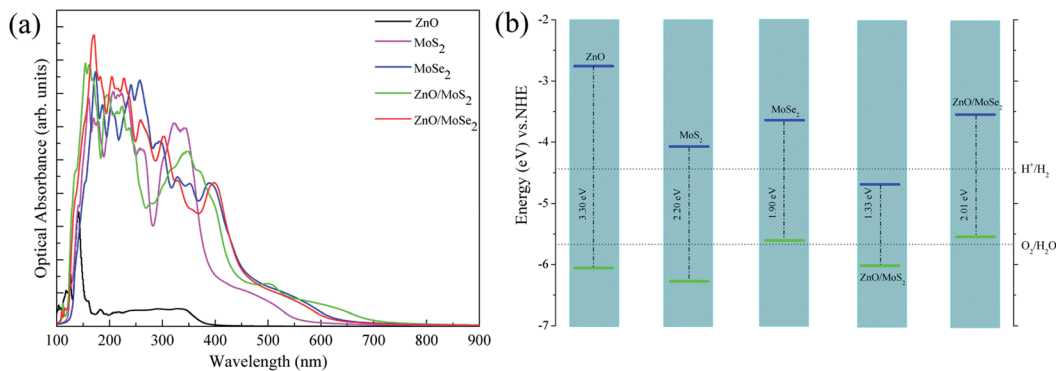 (a)
ZnO
MoS2
MoSe2
ZnO/MoS2
ZnO/MoSe2
Optical Absorbance (arb. units)
100 200 300 400 500 600 700 800 900
Wavelength (nm)
(b)
Energy (eV) vs.NHE
-2
-3
-4
-5
-6
-7
ZnO
3.30 eV
MoS2
2.20 eV
MoSe2
1.90 eV
1.33 eV
ZnO/MoS2
ZnO/MoSe2
2.01 eV
H+/H2
O2/H2O